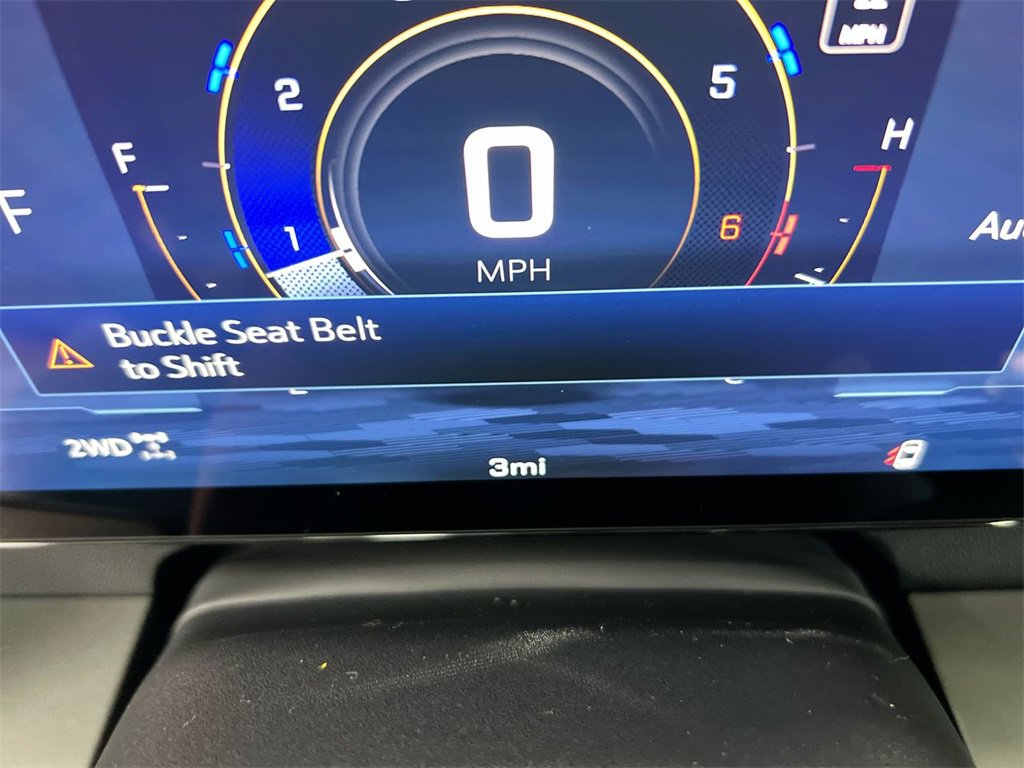 MPH
2
5
F
H
F
0
1
6
MPH
Buckle Seat Belt
to Shift
2WD
3mi